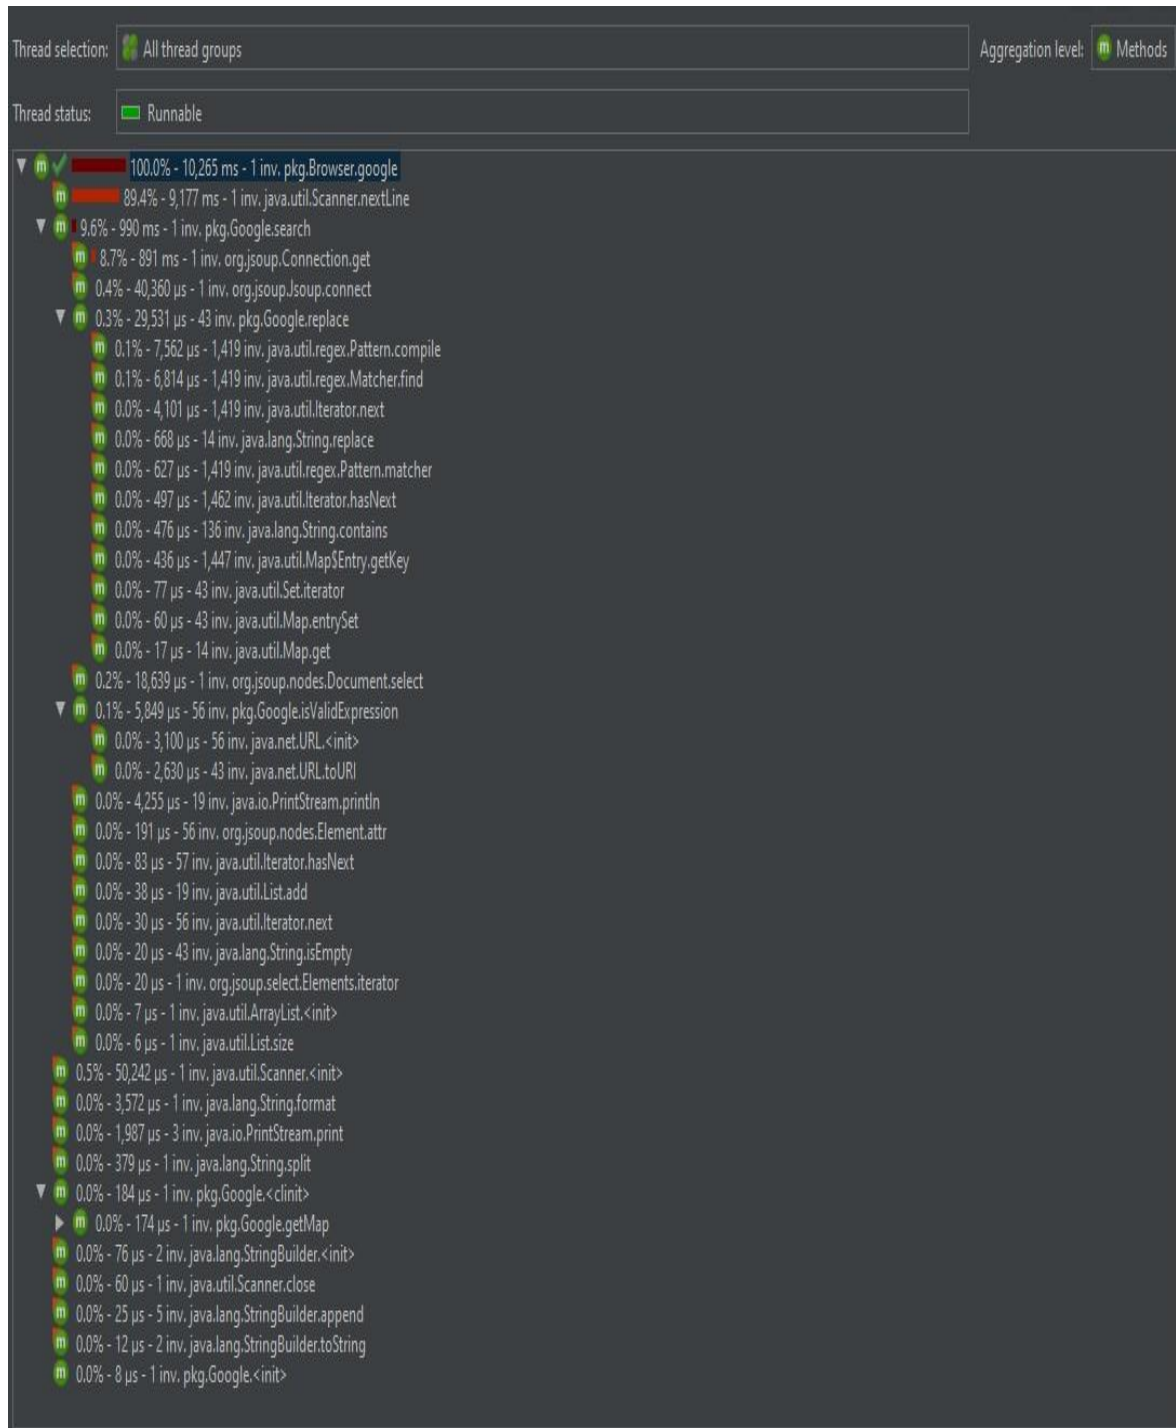 Thread selection: All thread groups Aggregation level: m Methods
Thread status: Runnable
m 100.0% - 10,265 ms - 1 inv. pkg.Browser.google
m 89.4% - 9,177 ms - 1 inv. java.util.Scanner.nextLine
m 9.6% - 990 ms - 1 inv. pkg.Google.search
m 8.7% - 891 ms - 1 inv. org.jsoup.Connection.get
m 0.4% - 40,360 µs - 1 inv. org.jsoup.Jsoup.connect
m 0.3% - 29,531 µs - 43 inv. pkg.Google.replace
m 0.1% - 7,562 µs - 1,419 inv. java.util.regex.Pattern.compile
m 0.1% - 6,814 µs - 1,419 inv. java.util.regex.Matcher.find
m 0.0% - 4,101 µs - 1,419 inv. java.util.Iterator.next
m 0.0% - 668 µs - 14 inv. java.lang.String.replace
m 0.0% - 627 µs - 1,419 inv. java.util.regex.Pattern.matcher
m 0.0% - 497 µs - 1,462 inv. java.util.Iterator.hasNext
m 0.0% - 476 µs - 136 inv. java.lang.String.contains
m 0.0% - 436 µs - 1,447 inv. java.util.Map$Entry.getKey
m 0.0% - 77 µs - 43 inv. java.util.Set.iterator
m 0.0% - 60 µs - 43 inv. java.util.Map.entrySet
m 0.0% - 17 µs - 14 inv. java.util.Map.get
m 0.2% - 18,639 µs - 1 inv. org.jsoup.nodes.Document.select
m 0.1% - 5,849 µs - 56 inv. pkg.Google.isValidExpression
m 0.0% - 3,100 µs - 56 inv. java.net.URL.<init>
m 0.0% - 2,630 µs - 43 inv. java.net.URL.toURI
m 0.0% - 4,255 µs - 19 inv. java.io.PrintStream.println
m 0.0% - 191 µs - 56 inv. org.jsoup.nodes.Element.attr
m 0.0% - 83 µs - 57 inv. java.util.Iterator.hasNext
m 0.0% - 38 µs - 19 inv. java.util.List.add
m 0.0% - 30 µs - 56 inv. java.util.Iterator.next
m 0.0% - 20 µs - 43 inv. java.lang.String.isEmpty
m 0.0% - 20 µs - 1 inv. org.jsoup.select.Elements.iterator
m 0.0% - 7 µs - 1 inv. java.util.ArrayList.<init>
m 0.0% - 6 µs - 1 inv. java.util.List.size
m 0.5% - 50,242 µs - 1 inv. java.util.Scanner.<init>
m 0.0% - 3,572 µs - 1 inv. java.lang.String.format
m 0.0% - 1,987 µs - 3 inv. java.io.PrintStream.print
m 0.0% - 379 µs - 1 inv. java.lang.String.split
m 0.0% - 184 µs - 1 inv. pkg.Google.<clinit>
m 0.0% - 174 µs - 1 inv. pkg.Google.getMap
m 0.0% - 76 µs - 2 inv. java.lang.StringBuilder.<init>
m 0.0% - 60 µs - 1 inv. java.util.Scanner.close
m 0.0% - 25 µs - 5 inv. java.lang.StringBuilder.append
m 0.0% - 12 µs - 2 inv. java.lang.StringBuilder.toString
m 0.0% - 8 µs - 1 inv. pkg.Google.<init>